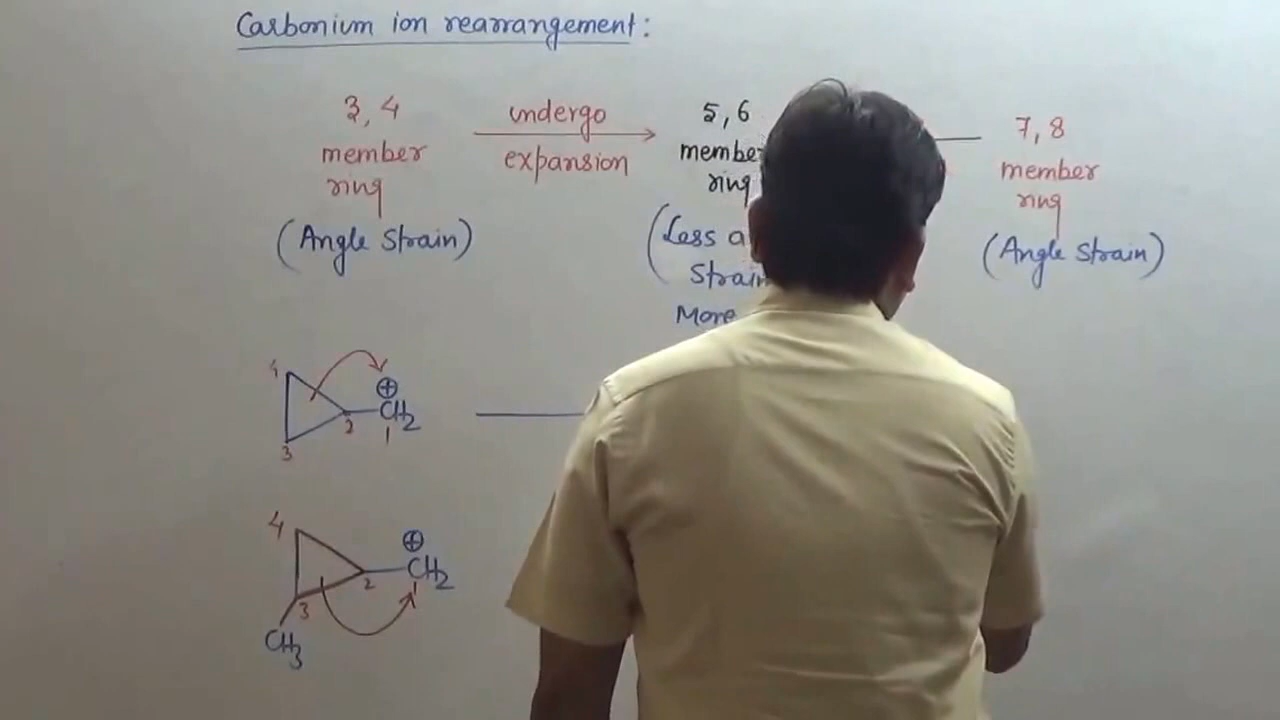 Carbonium ion rearrangement:
3, 4
member
ring
(Angle Strain)
undergo
expansion
5, 6
membe
ring
(Less a
Strain
More
7, 8
member
ring
(Angle Strain)
4
⊕
CH2
2
1
3
4
⊕
CH2
2
1
3
CH3